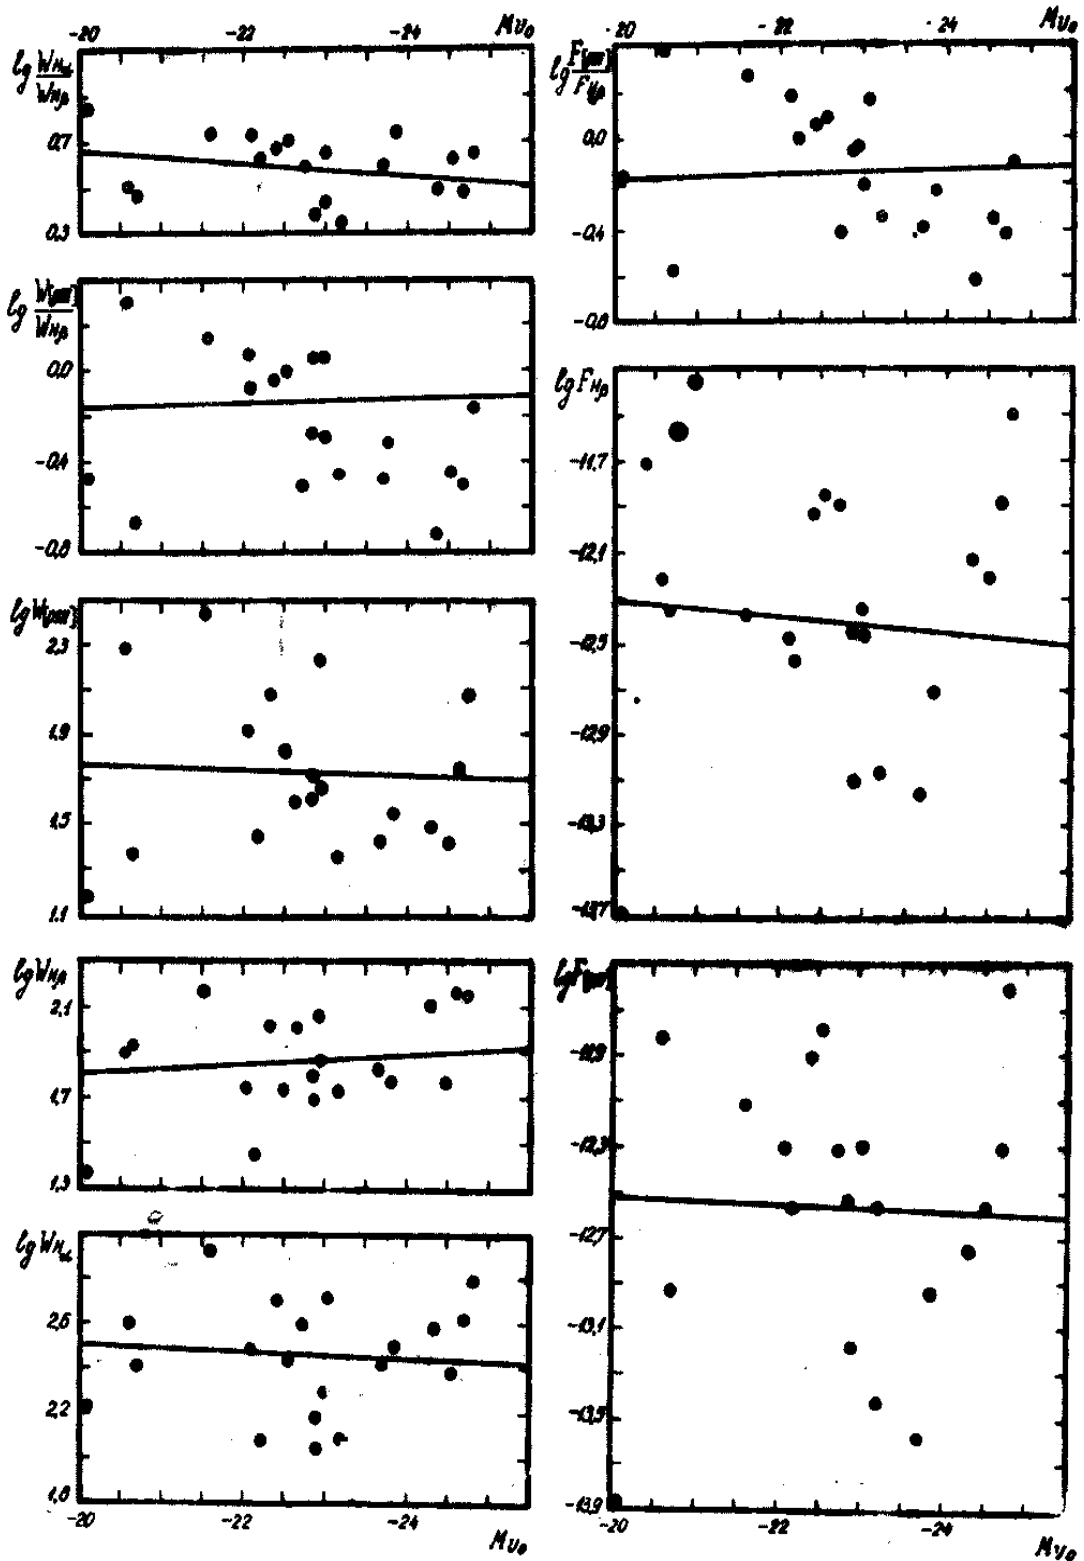 -20 -22 -24 Mv₀
lg WHα/WHβ
0,7
0,3
lg W[OIII]/WHβ
0,0
-0,4
-0,8
lg W[OIII]
2,3
1,9
1,5
1,1
lg WHβ
2,1
1,7
1,3
lg WHα
2,6
2,2
1,8
-20 -22 -24
Mv₀
-20 -22 -24 Mv₀
lg F[OIII]/FHβ
0,0
-0,4
-0,8
lg FHβ
-11,7
-12,1
-12,5
-12,9
-13,3
-13,7
lg F[OIII]
-11,9
-12,3
-12,7
-13,1
-13,5
-13,9
-20 -22 -24
Mv₀